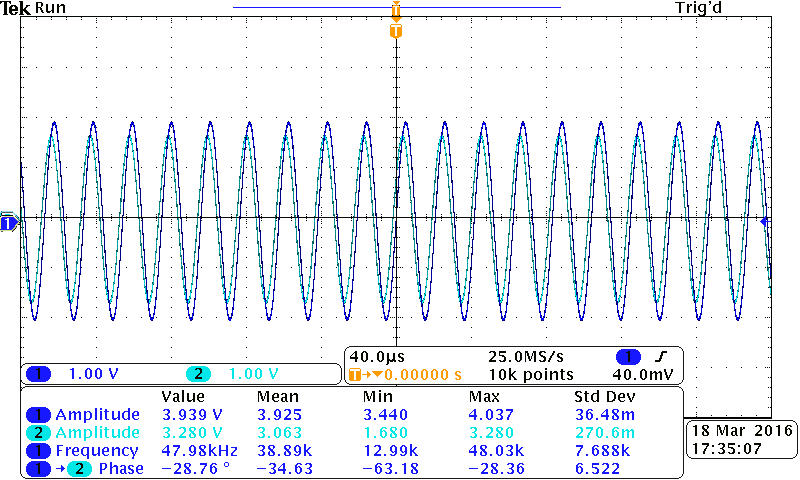 Tek Run Trig'd
T
T
1
1 1.00 V 2 1.00 V
40.0µs 25.0MS/s 1
T→▼0.00000 s 10k points 40.0mV
Value Mean Min Max Std Dev
1 Amplitude 3.939 V 3.925 3.440 4.037 36.48m
2 Amplitude 3.280 V 3.063 1.680 3.280 270.6m
1 Frequency 47.98kHz 38.89k 12.99k 48.03k 7.688k
1 → 2 Phase −28.76 ° −34.63 −63.18 −28.36 6.522
18 Mar 2016
17:35:07